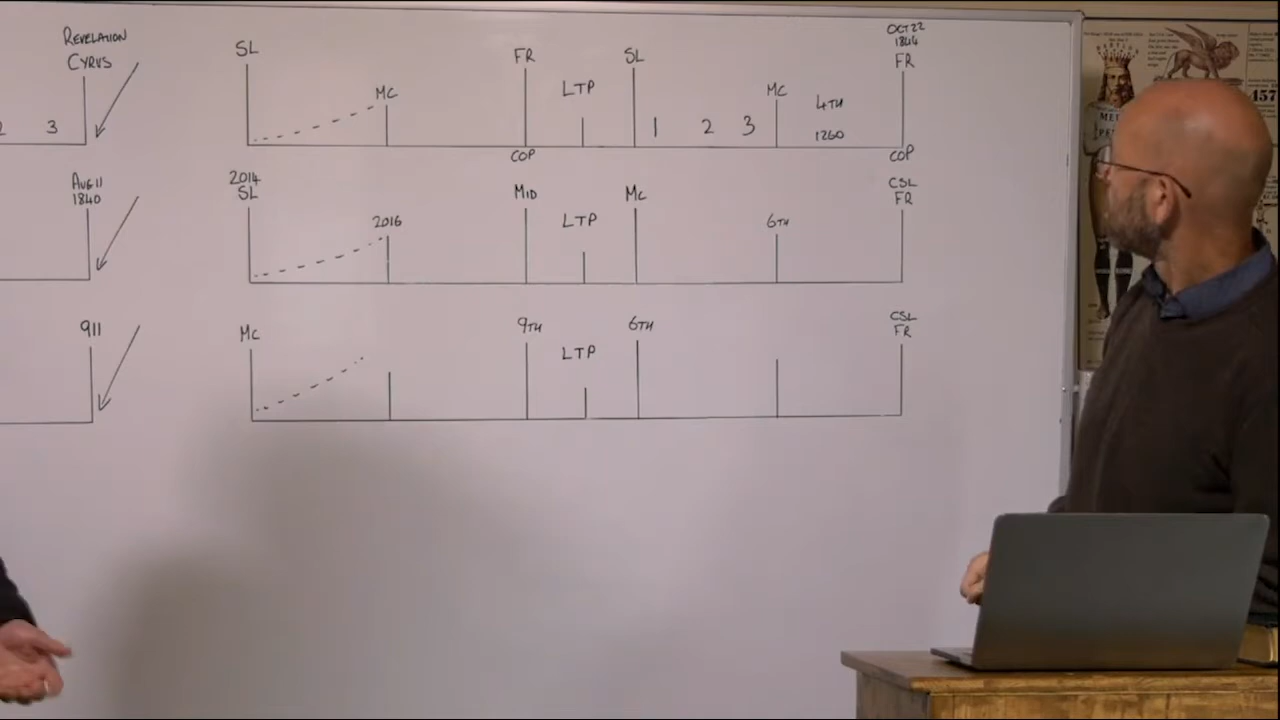 REVELATION
CYRUS
SL
MC
FR
LTP
SL
MC
4TH
1260
OCT 22
1844
FR
2 3
1 2 3
COP
COP
AUG 11
1840
2014
SL
2016
MID
LTP
MC
6TH
CSL
FR
911
MC
9TH
LTP
6TH
CSL
FR
457